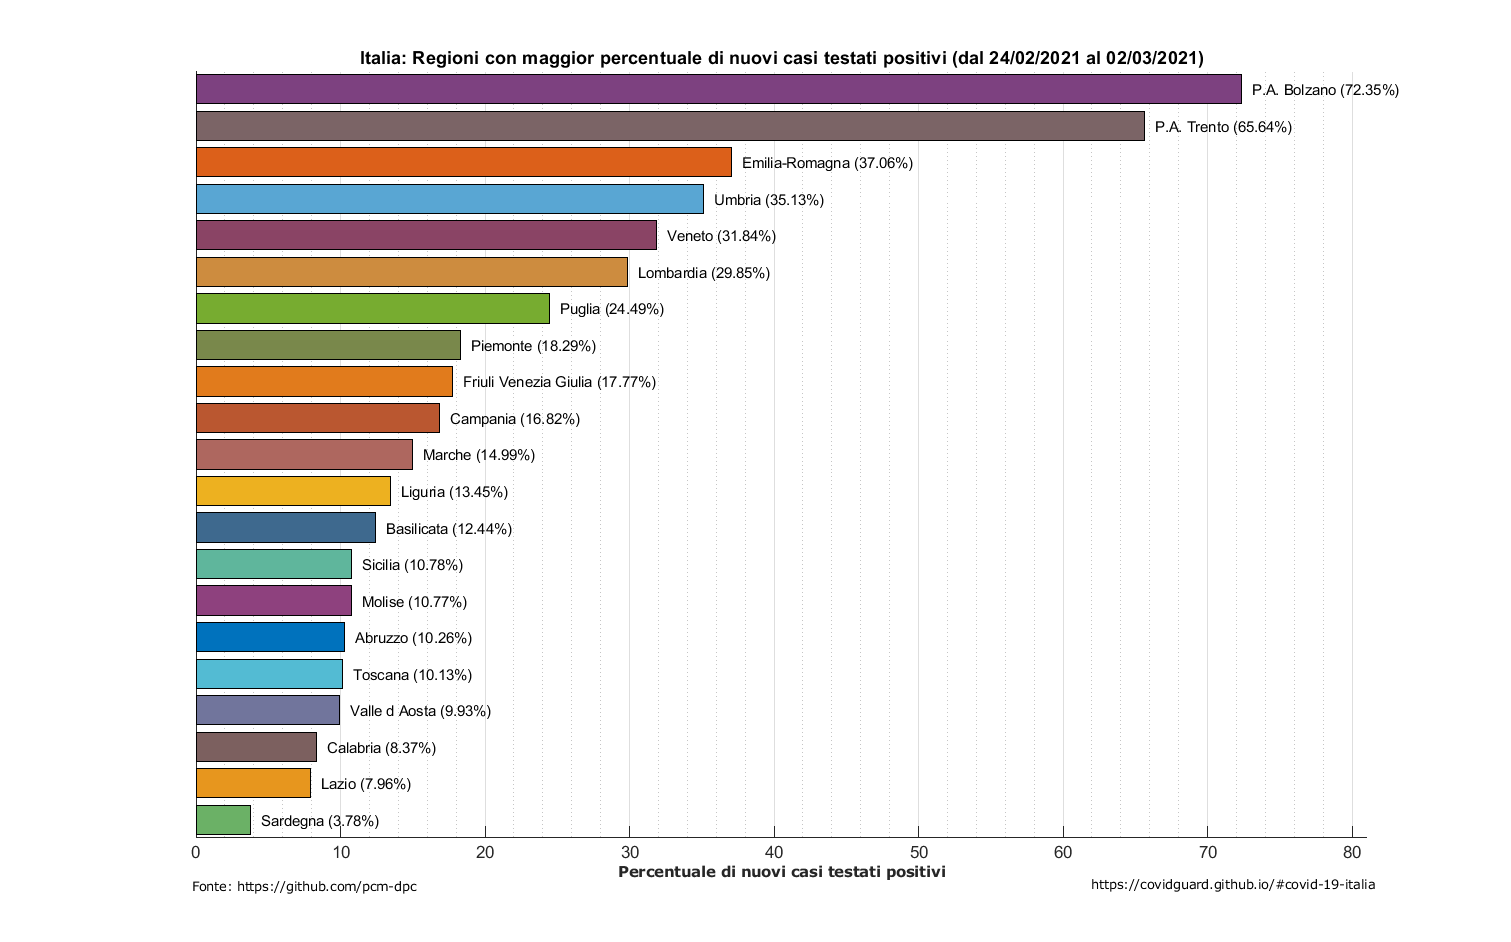 Italia: Regioni con maggior percentuale di nuovi casi testati positivi (dal 24/02/2021 al 02/03/2021)
P.A. Bolzano (72.35%)
P.A. Trento (65.64%)
Emilia-Romagna (37.06%)
Umbria (35.13%)
Veneto (31.84%)
Lombardia (29.85%)
Puglia (24.49%)
Piemonte (18.29%)
Friuli Venezia Giulia (17.77%)
Campania (16.82%)
Marche (14.99%)
Liguria (13.45%)
Basilicata (12.44%)
Sicilia (10.78%)
Molise (10.77%)
Abruzzo (10.26%)
Toscana (10.13%)
Valle d Aosta (9.93%)
Calabria (8.37%)
Lazio (7.96%)
Sardegna (3.78%)
0 10 20 30 40 50 60 70 80
Percentuale di nuovi casi testati positivi
Fonte: https://github.com/pcm-dpc
https://covidguard.github.io/#covid-19-italia